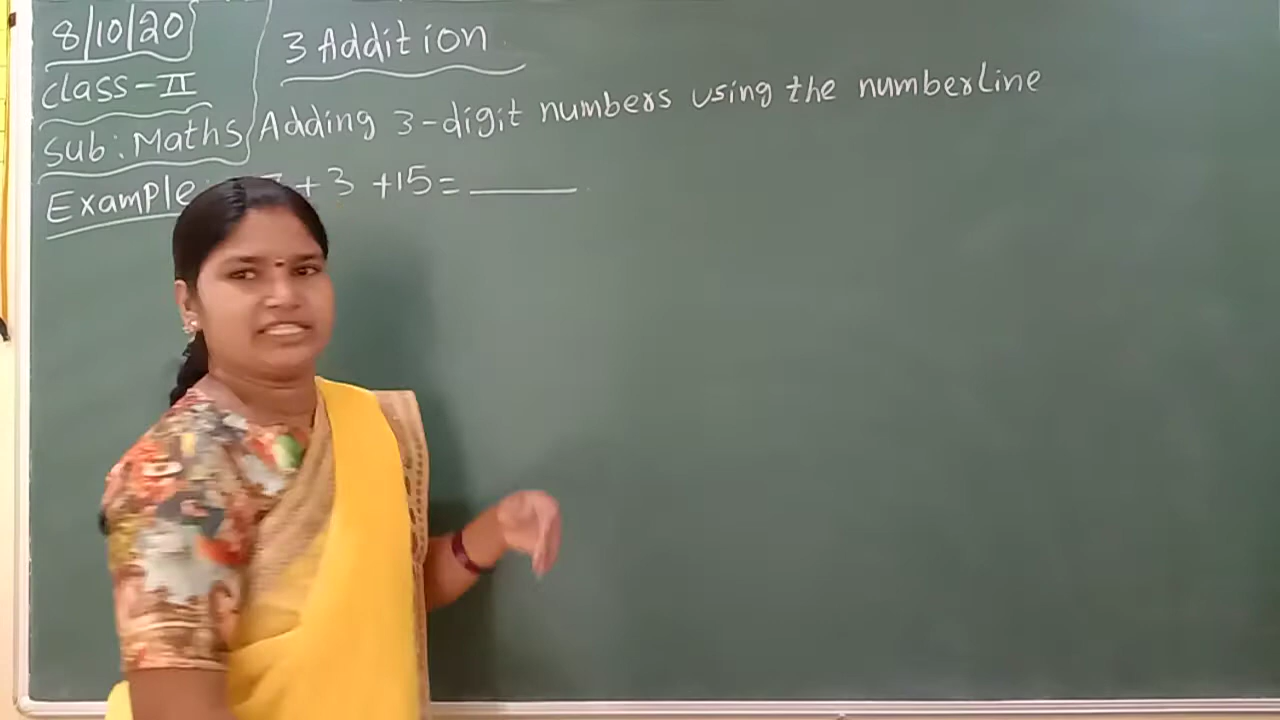 8/10/20
class-II
Sub: Maths
3 Addition
Adding 3-digit numbers using the numberline
Example + 3 + 15 = ____